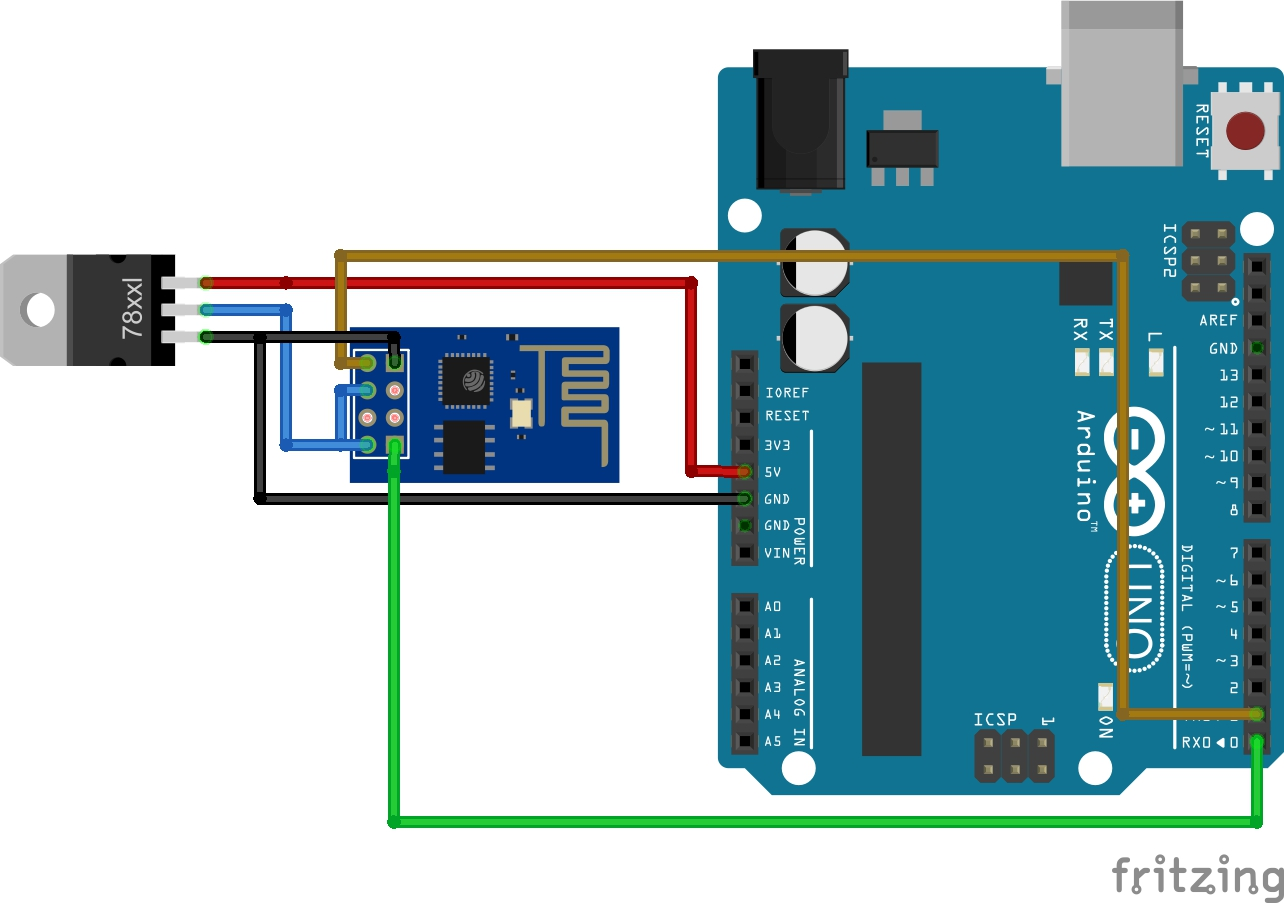 RESET
ICSP2
78xxl
AREF
GND
13
12
~11
~10
~9
8
RX
TX
L
IOREF
RESET
3V3
5V
GND
GND
VIN
POWER
Arduino
TM
UNO
DIGITAL (PWM=~)
7
~6
~5
4
~3
2
RX0◄0
A0
A1
A2
A3
A4
A5
ANALOG IN
ICSP
1
ON
fritzing